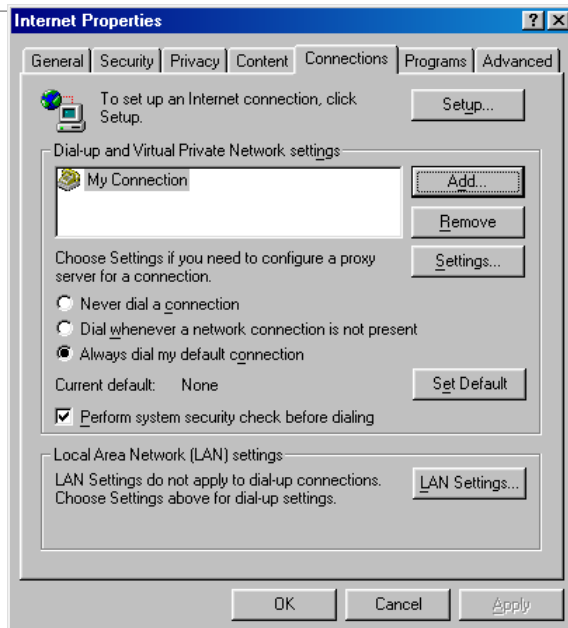 Internet Properties
General Security Privacy Content Connections Programs Advanced
To set up an Internet connection, click
Setup.
Setup...
Dial-up and Virtual Private Network settings
My Connection
Add...
Remove
Choose Settings if you need to configure a proxy
server for a connection.
Settings...
Never dial a connection
Dial whenever a network connection is not present
Always dial my default connection
Current default: None
Set Default
Perform system security check before dialing
Local Area Network (LAN) settings
LAN Settings do not apply to dial-up connections.
Choose Settings above for dial-up settings.
LAN Settings...
OK Cancel Apply